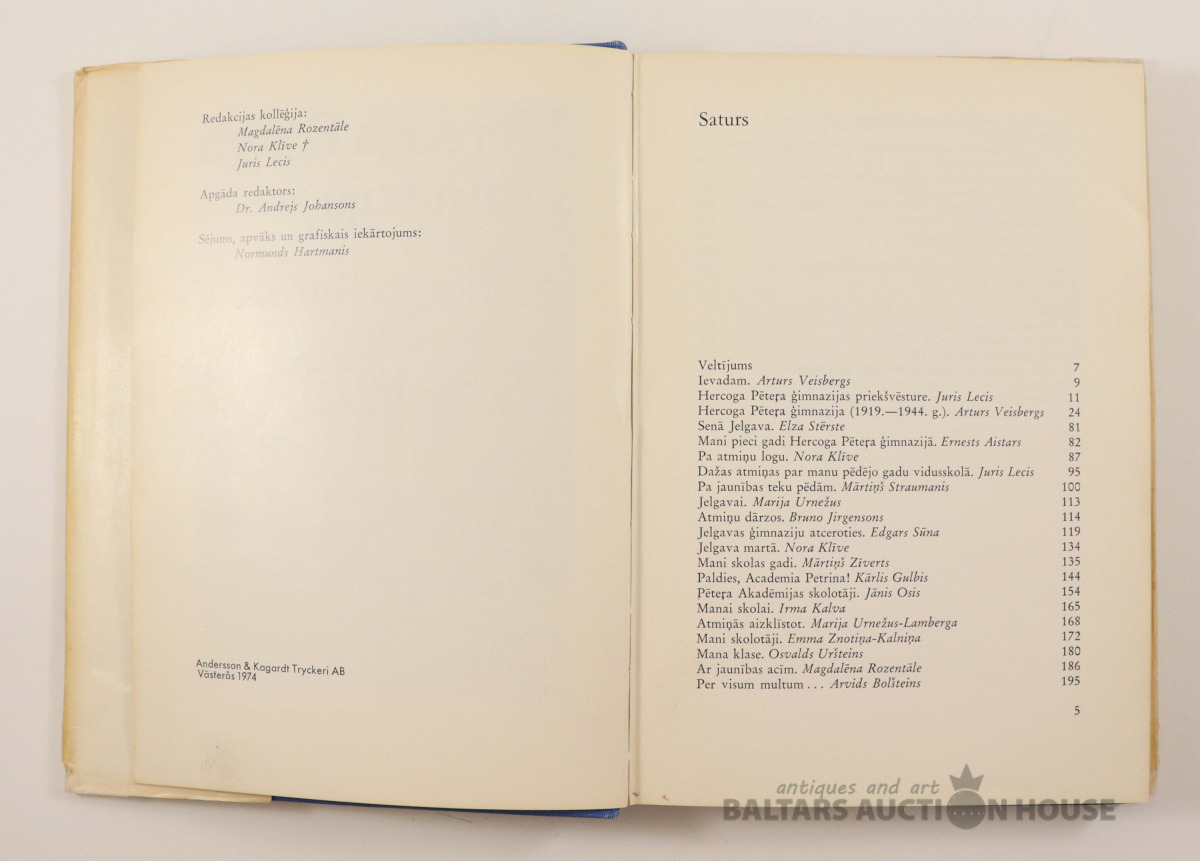 Redakcijas kollēģija:
Magdalēna Rozentāle
Nora Klīve †
Juris Lecis
Apgāda redaktors:
Dr. Andrejs Johansons
Sējums, apvāks un grafiskais iekārtojums:
Normunds Hartmanis
Andersson & Kagardt Tryckeri AB
Västerås 1974
Saturs
Veltījums 7
Ievadam. Arturs Veisbergs 9
Hercoga Pēteŗa ģimnazijas priekšvēsture. Juris Lecis 11
Hercoga Pēteŗa ģimnazija (1919.—1944. g.). Arturs Veisbergs 24
Senā Jelgava. Elza Stērste 81
Mani pieci gadi Hercoga Pēteŗa ģimnazijā. Ernests Aistars 82
Pa atmiņu logu. Nora Klīve 87
Dažas atmiņas par manu pēdējo gadu vidusskolā. Juris Lecis 95
Pa jaunības teku pēdām. Mārtiņš Straumanis 100
Jelgavai. Marija Urnežus 113
Atmiņu dārzos. Bruno Jirgensons 114
Jelgavas ģimnaziju atceroties. Edgars Sūna 119
Jelgava martā. Nora Klīve 134
Mani skolas gadi. Mārtiņš Zīverts 135
Paldies, Academia Petrina! Kārlis Gulbis 144
Pēteŗa Akadēmijas skolotāji. Jānis Osis 154
Manai skolai. Irma Kalva 165
Atmiņās aizklīstot. Marija Urnežus-Lamberga 168
Mani skolotāji. Emma Znotiņa-Kalniņa 172
Mana klase. Osvalds Uršteins 180
Ar jaunības acīm. Magdalēna Rozentāle 186
Per visum multum . . . Arvids Bolšteins 195
5
antiques and art
BALTARS AUCTION HOUSE